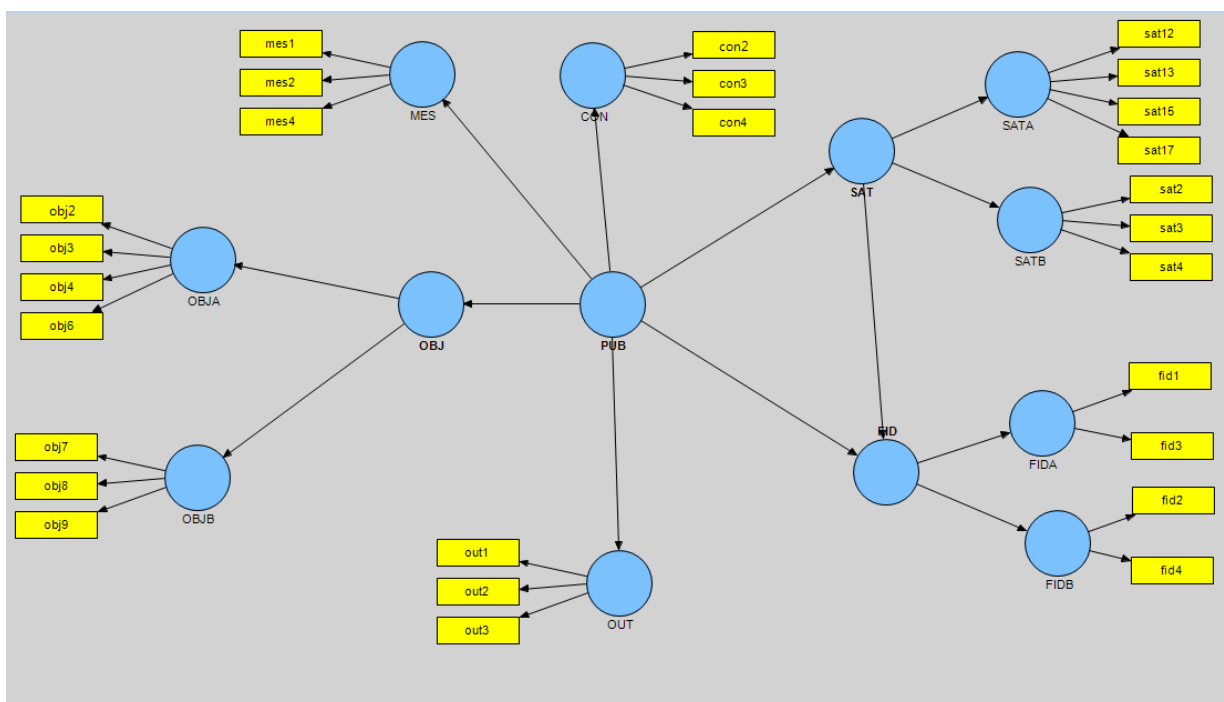 mes1
mes2
mes4
MES
con2
con3
con4
CON
sat12
sat13
sat15
sat17
SATA
SAT
sat2
sat3
sat4
SATB
obj2
obj3
obj4
obj6
OBJA
OBJ
PUB
obj7
obj8
obj9
OBJB
out1
out2
out3
OUT
FID
fid1
fid3
FIDA
fid2
fid4
FIDB